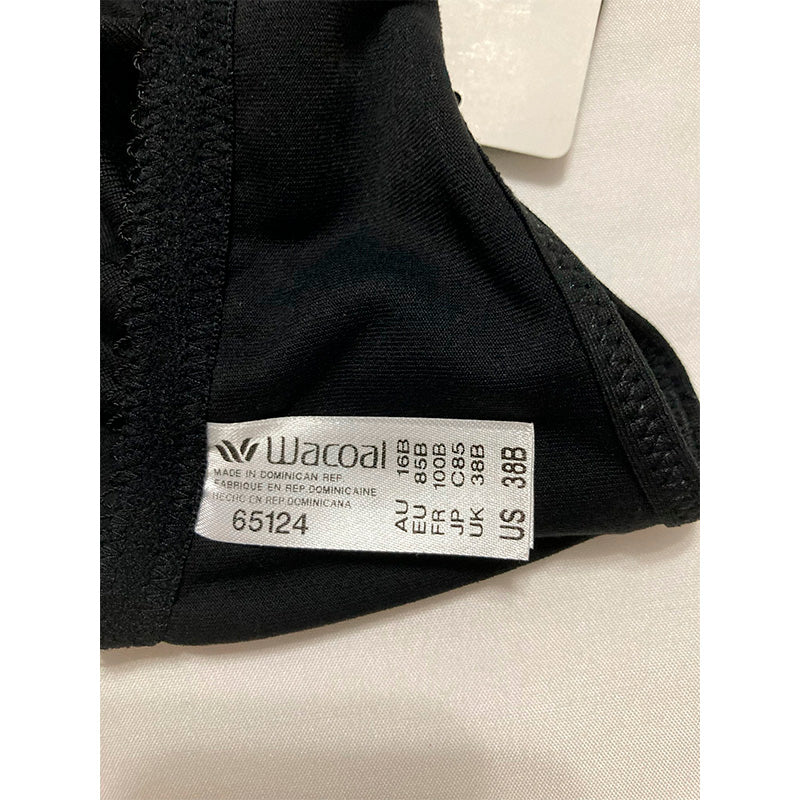 Wacoal
MADE IN DOMINICAN REP
FABRIQUE EN REP. DOMINICAINE
HECHO EN REP. DOMINICANA
65124
AU 16B
EU 85B
FR 100B
JP C85
UK 38B
US 38B